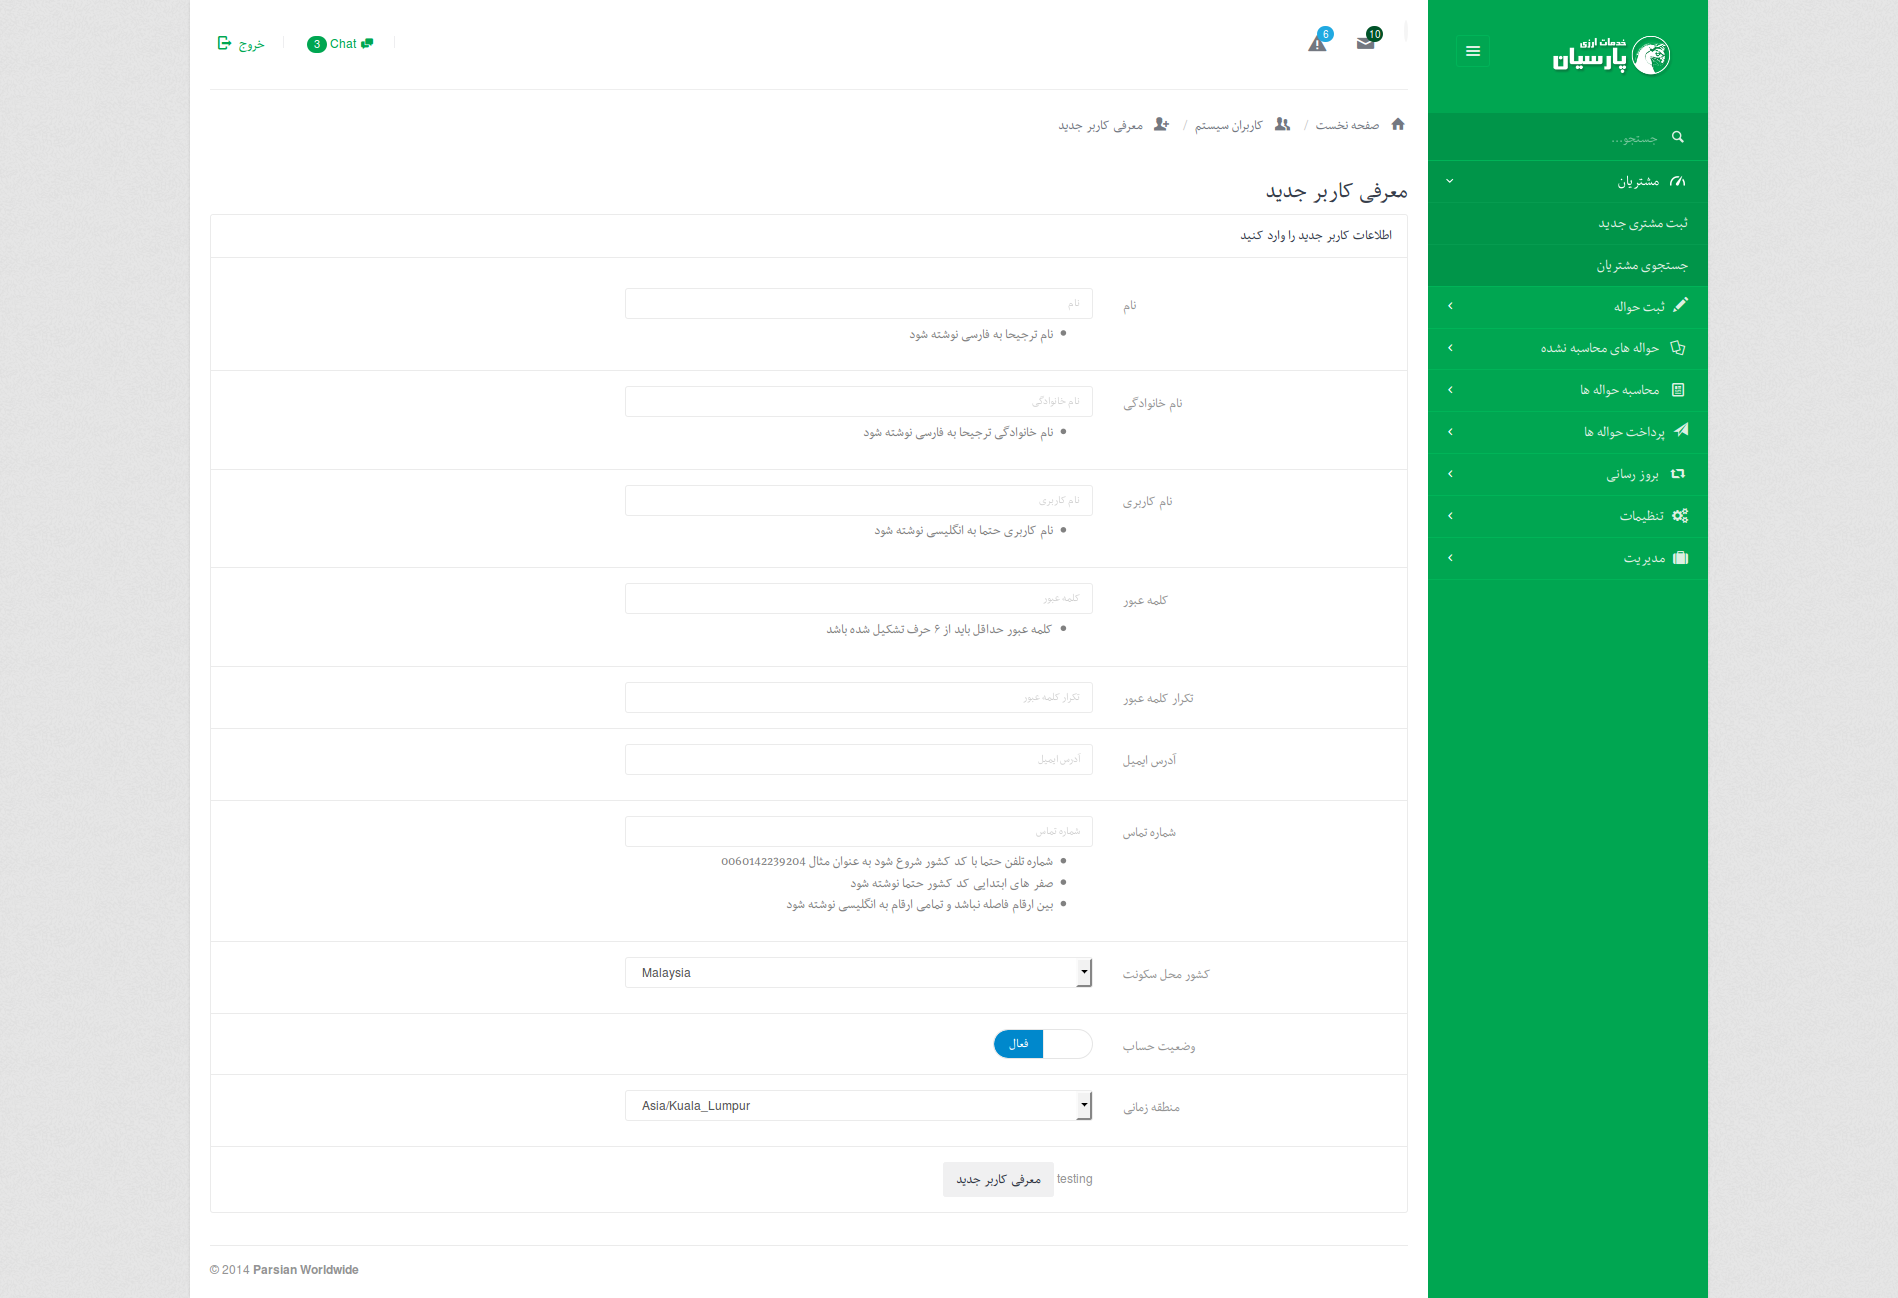 خدمات ارزی
پارسیان
جستجو...
مشتریان
ثبت مشتری جدید
جستجوی مشتریان
ثبت حواله
حواله های محاسبه نشده
محاسبه حواله ها
پرداخت حواله ها
بروز رسانی
تنظیمات
مدیریت
10
6
3 Chat
خروج
صفحه نخست / کاربران سیستم / معرفی کاربر جدید
معرفی کاربر جدید
اطلاعات کاربر جدید را وارد کنید
نام
نام
نام ترجیحا به فارسی نوشته شود
نام خانوادگی
نام خانوادگی
نام خانوادگی ترجیحا به فارسی نوشته شود
نام کاربری
نام کاربری
نام کاربری حتما به انگلیسی نوشته شود
کلمه عبور
کلمه عبور
کلمه عبور حداقل باید از ۶ حرف تشکیل شده باشد
تکرار کلمه عبور
تکرار کلمه عبور
آدرس ایمیل
آدرس ایمیل
شماره تماس
شماره تماس
شماره تلفن حتما با کد کشور شروع شود به عنوان مثال 0060142239204
صفر های ابتدایی کد کشور حتما نوشته شود
بین ارقام فاصله نباشد و تمامی ارقام به انگلیسی نوشته شود
کشور محل سکونت
Malaysia
وضعیت حساب
فعال
منطقه زمانی
Asia/Kuala_Lumpur
testing معرفی کاربر جدید
© 2014 Parsian Worldwide